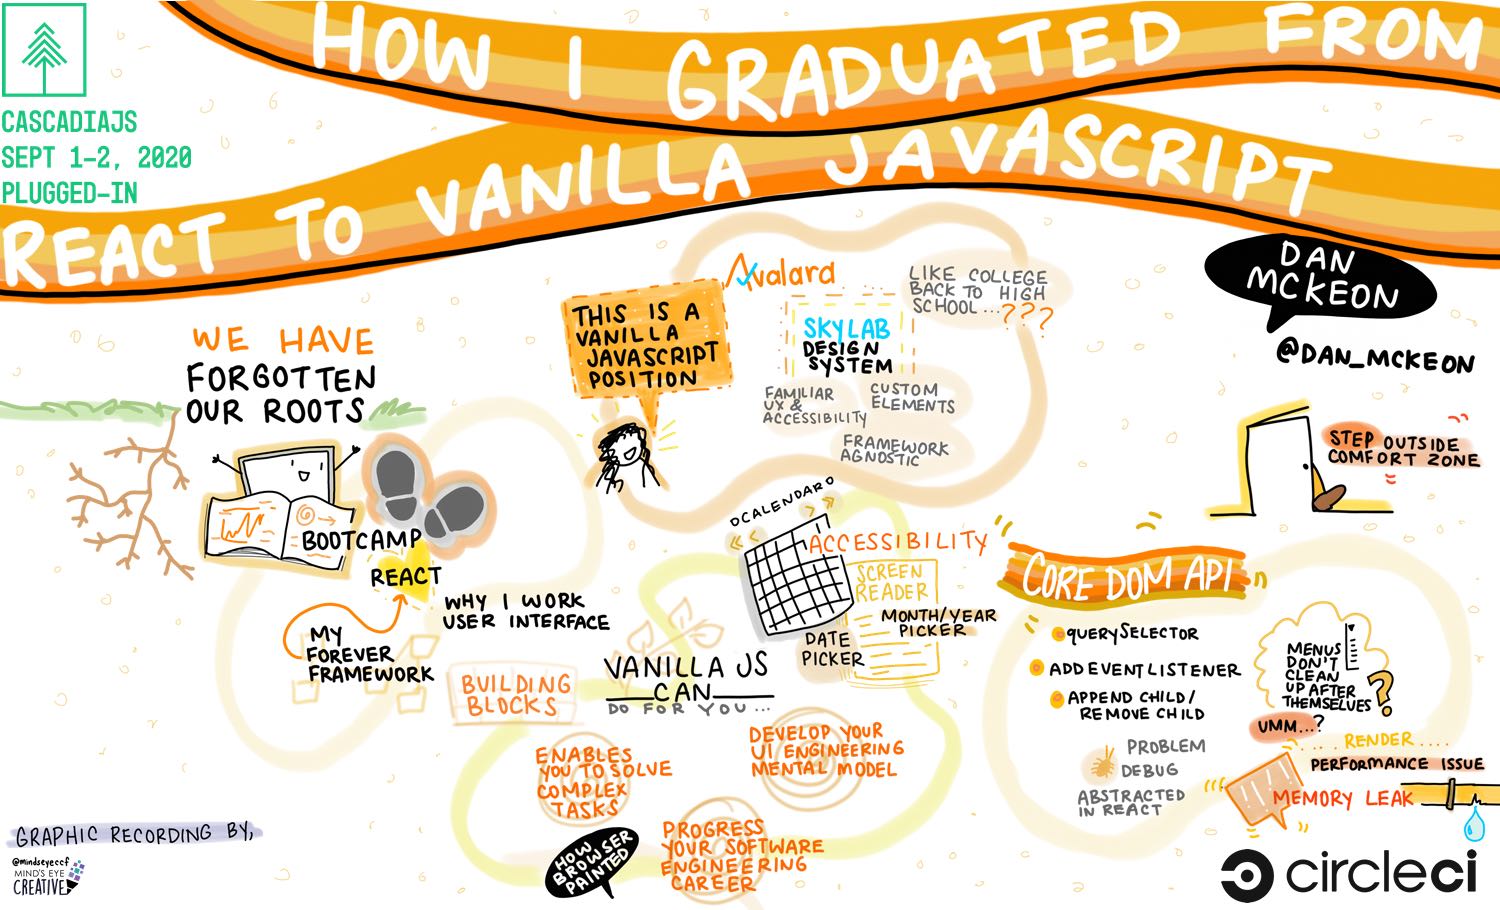 HOW I GRADUATED FROM
REACT TO VANILLA JAVASCRIPT
CASCADIAJS
SEPT 1-2, 2020
PLUGGED-IN
DAN
MCKEON
@DAN_MCKEON
WE HAVE
FORGOTTEN
OUR ROOTS
BOOTCAMP
REACT
MY
FOREVER
FRAMEWORK
WHY I WORK
USER INTERFACE
THIS IS A
VANILLA
JAVASCRIPT
POSITION
Avalara
SKYLAB
DESIGN
SYSTEM
LIKE COLLEGE
BACK TO HIGH
SCHOOL...???
FAMILIAR
UX &
ACCESSIBILITY
CUSTOM
ELEMENTS
FRAMEWORK
AGNOSTIC
CALENDAR
ACCESSIBILITY
SCREEN
READER
MONTH/YEAR
PICKER
DATE
PICKER
BUILDING
BLOCKS
VANILLA JS
CAN
DO FOR YOU...
ENABLES
YOU TO SOLVE
COMPLEX
TASKS
DEVELOP YOUR
UI ENGINEERING
MENTAL MODEL
PROGRESS
YOUR SOFTWARE
ENGINEERING
CAREER
HOW
BROWSER
PAINTED
STEP OUTSIDE
COMFORT ZONE
CORE DOM API
QUERYSELECTOR
ADDEVENTLISTENER
APPEND CHILD/
REMOVE CHILD
PROBLEM
DEBUG
ABSTRACTED
IN REACT
MENUS
DON'T
CLEAN
UP AFTER
THEMSELVES
?
UMM...?
.... RENDER ....
PERFORMANCE ISSUE
MEMORY LEAK
GRAPHIC RECORDING BY,
@mindseyeccf
MIND'S EYE
CREATIVE
circleci